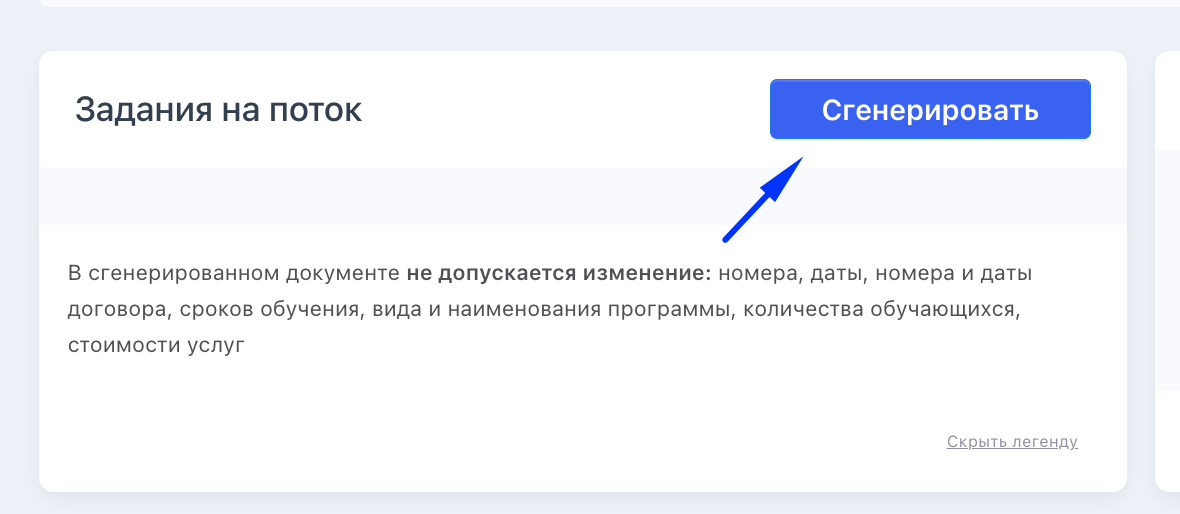 Задания на поток
Сгенерировать
В сгенерированном документе не допускается изменение: номера, даты, номера и даты
договора, сроков обучения, вида и наименования программы, количества обучающихся,
стоимости услуг
Скрыть легенду